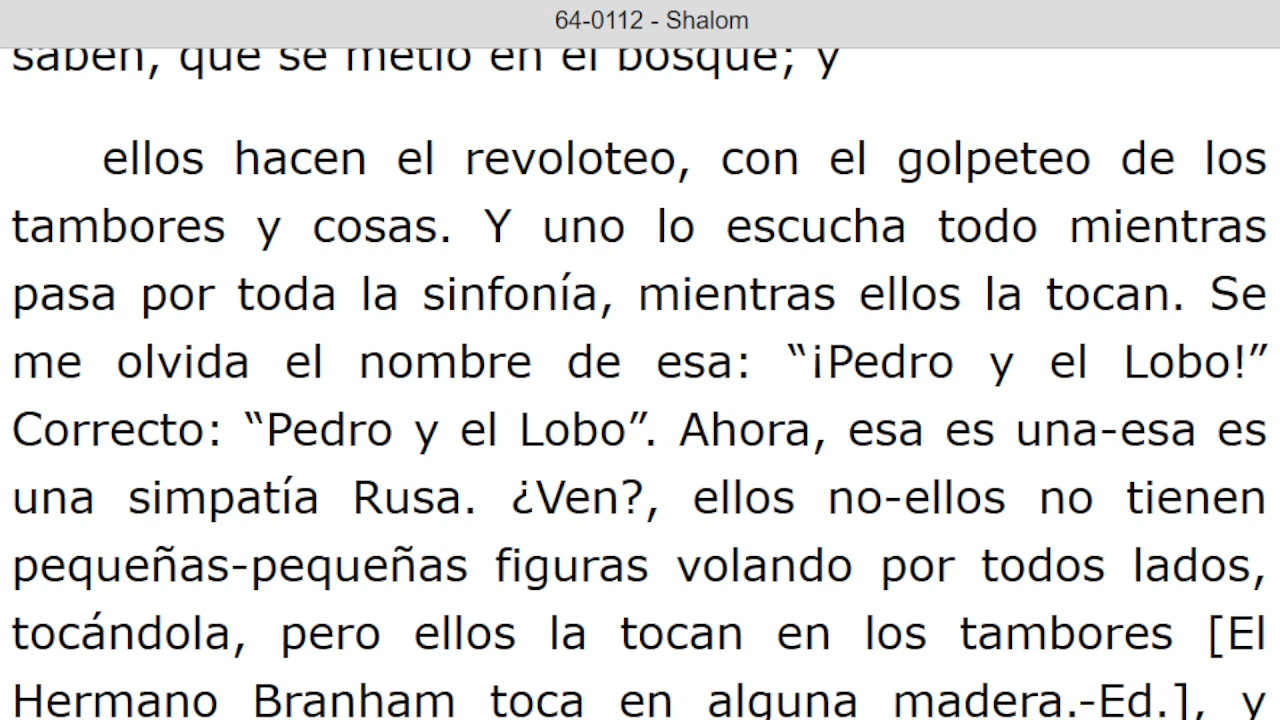 64-0112 - Shalom
saben, que se metió en el bosque; y
ellos hacen el revoloteo, con el golpeteo de los
tambores y cosas. Y uno lo escucha todo mientras
pasa por toda la sinfonía, mientras ellos la tocan. Se
me olvida el nombre de esa: “¡Pedro y el Lobo!”
Correcto: “Pedro y el Lobo”. Ahora, esa es una-esa es
una simpatía Rusa. ¿Ven?, ellos no-ellos no tienen
pequeñas-pequeñas figuras volando por todos lados,
tocándola, pero ellos la tocan en los tambores [El
Hermano Branham toca en alguna madera.-Ed.], y